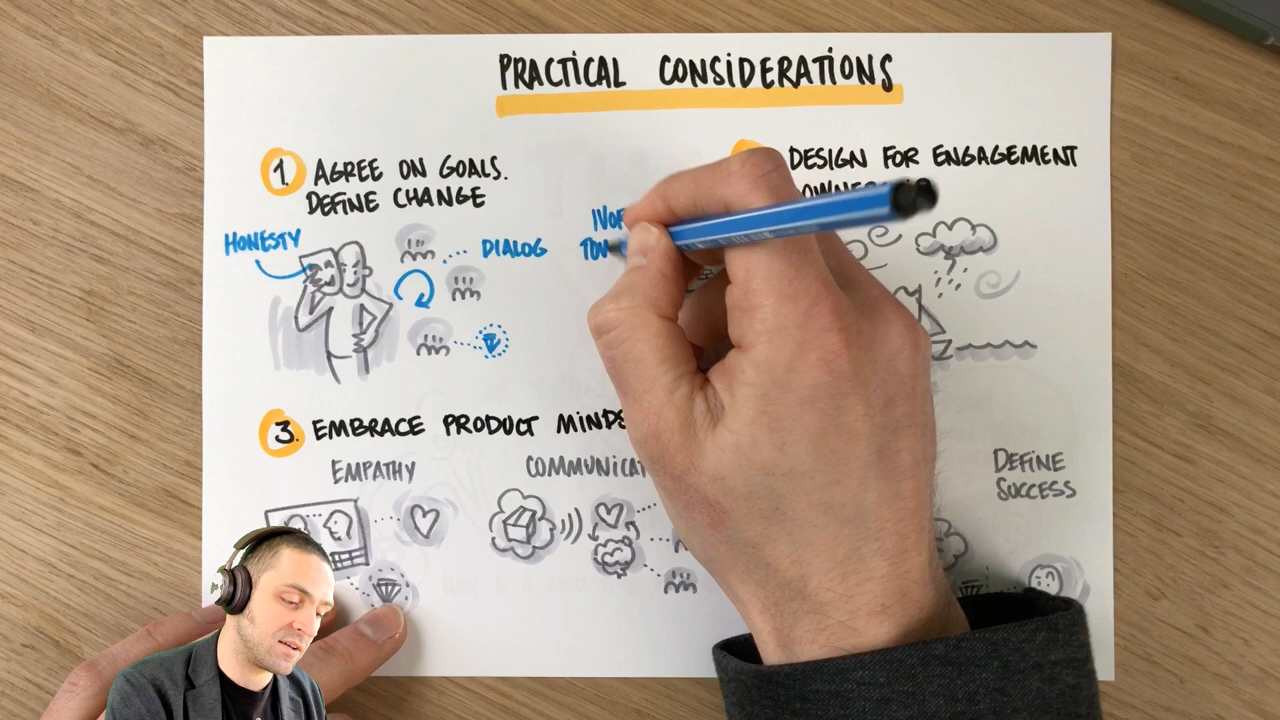 PRACTICAL CONSIDERATIONS
1. AGREE ON GOALS.
DEFINE CHANGE
HONESTY
DIALOG
DESIGN FOR ENGAGEMENT
3. EMBRACE PRODUCT
EMPATHY
DEFINE
SUCCESS